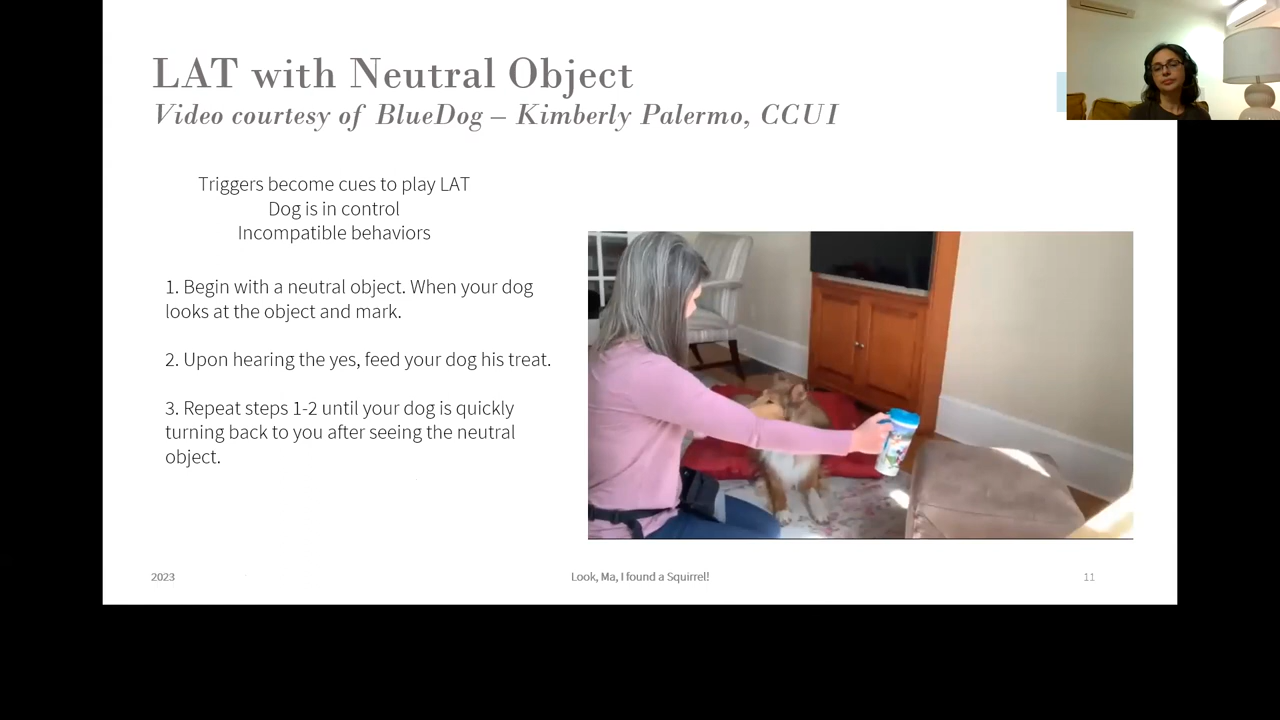 LAT with Neutral Object
Video courtesy of BlueDog – Kimberly Palermo, CCUI
Triggers become cues to play LAT
Dog is in control
Incompatible behaviors
1. Begin with a neutral object. When your dog
looks at the object and mark.
2. Upon hearing the yes, feed your dog his treat.
3. Repeat steps 1-2 until your dog is quickly
turning back to you after seeing the neutral
object.
2023
Look, Ma, I found a Squirrel!
11